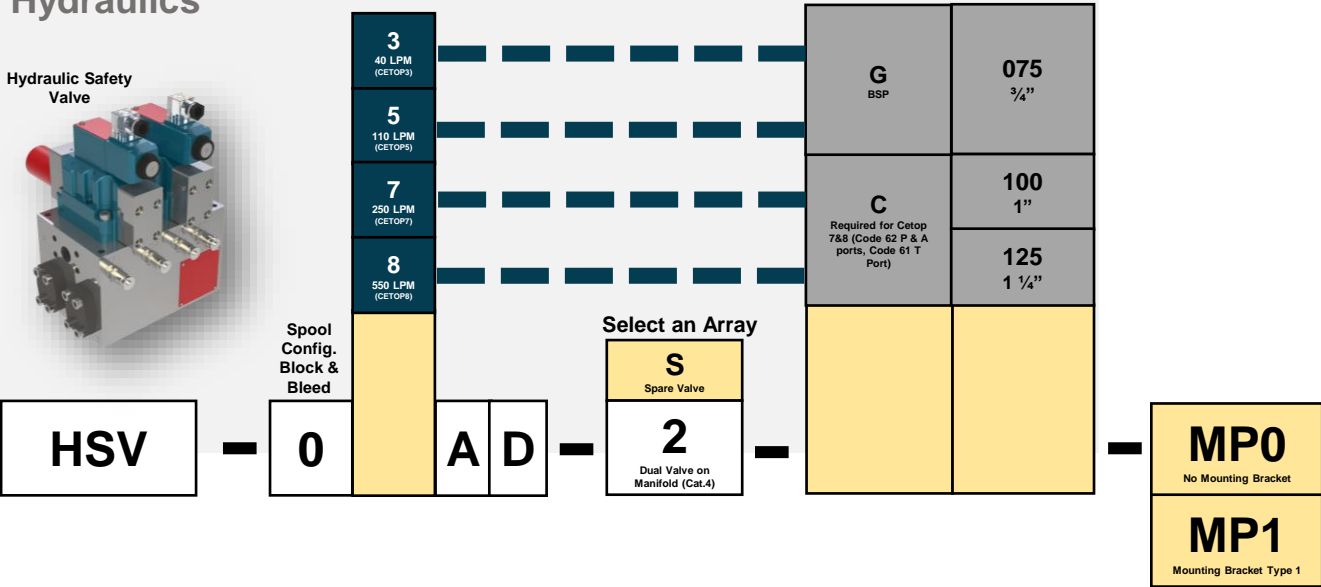 Hydraulics
Hydraulic Safety
Valve
3
40 LPM
(CETOP3)
5
110 LPM
(CETOP5)
7
250 LPM
(CETOP7)
8
550 LPM
(CETOP8)
G
BSP
075
¾”
C
Required for Cetop
7&8 (Code 62 P & A
ports, Code 61 T
Port)
100
1”
125
1 ¼”
Spool
Config.
Block &
Bleed
Select an Array
S
Spare Valve
HSV
-
0
A
D
-
2
Dual Valve on
Manifold (Cat.4)
-
-
MP0
No Mounting Bracket
MP1
Mounting Bracket Type 1